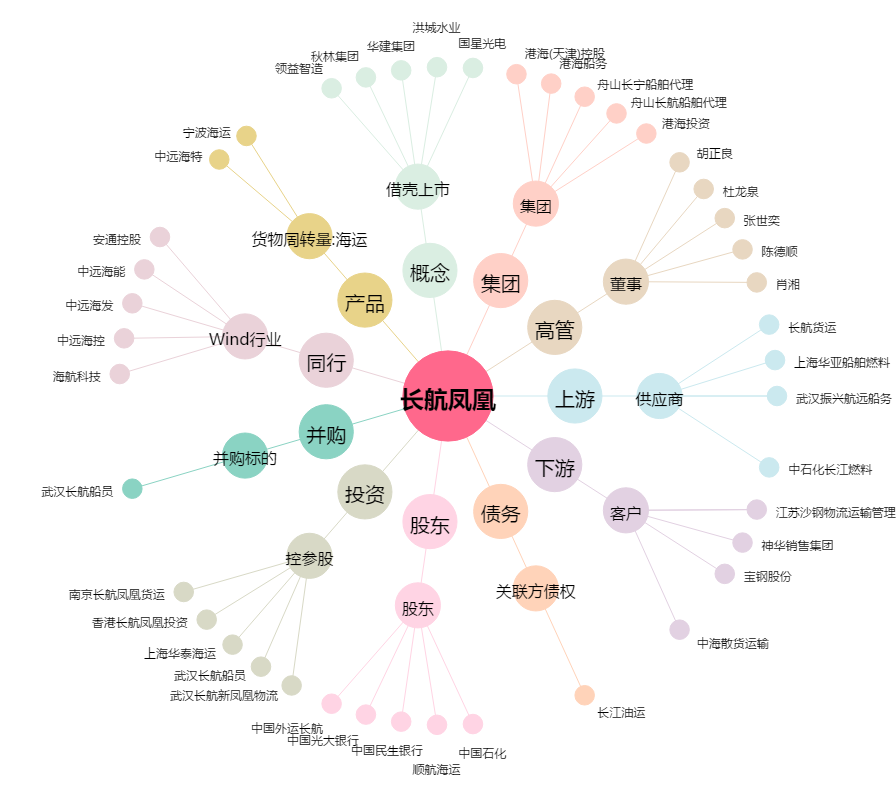 洪城水业
国星光电
华建集团
秋林集团
领益智造
港海(天津)控股
港海船务
舟山长宁船舶代理
舟山长航船舶代理
港海投资
宁波海运
中远海特
胡正良
杜龙泉
张世奕
陈德顺
肖湘
借壳上市
集团
货物周转量:海运
安通控股
中远海能
中远海发
中远海控
海航科技
概念
集团
董事
产品
高管
Wind行业
同行
长航货运
上海华亚船舶燃料
武汉振兴航远船务
中石化长江燃料
长航凤凰
上游
供应商
并购
并购标的
武汉长航船员
下游
客户
江苏沙钢物流运输管理
神华销售集团
宝钢股份
中海散货运输
投资
股东
债务
控参股
关联方债权
股东
南京长航凤凰货运
香港长航凤凰投资
上海华泰海运
武汉长航船员
武汉长航新凤凰物流
长江油运
中国外运长航
中国光大银行
中国民生银行
顺航海运
中国石化